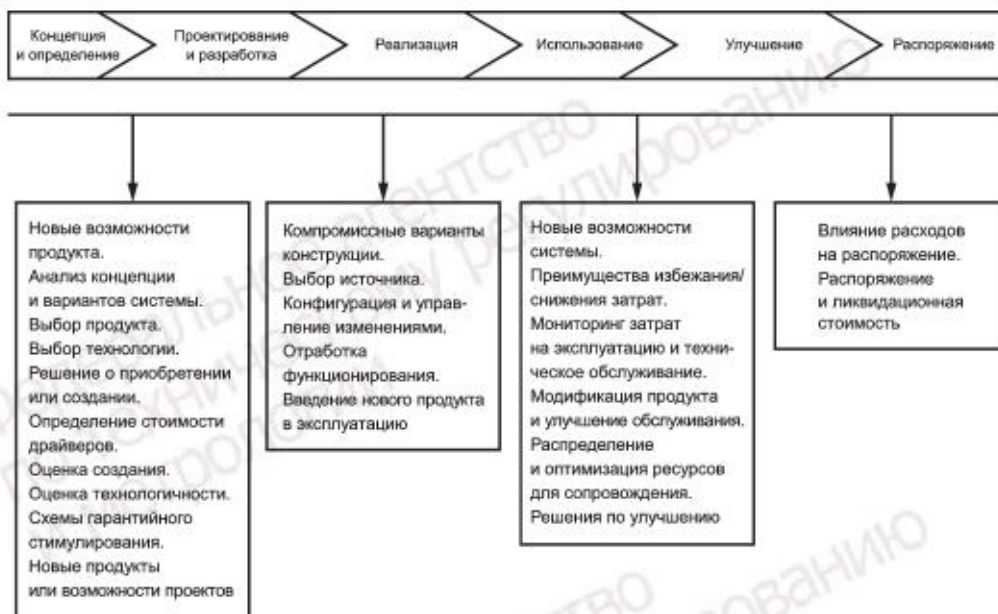 Концепция
и определение
Проектирование
и разработка
Реализация
Использование
Улучшение
Распоряжение
Новые возможности
продукта.
Анализ концепции
и вариантов системы.
Выбор продукта.
Выбор технологии.
Решение о приобретении
или создании.
Определение стоимости
драйверов.
Оценка создания.
Оценка технологичности.
Схемы гарантийного
стимулирования.
Новые продукты
или возможности проектов
Компромиссные варианты
конструкции.
Выбор источника.
Конфигурация и управ-
ление изменениями.
Отработка
функционирования.
Введение нового продукта
в эксплуатацию
Новые возможности
системы.
Преимущества избежания/
снижения затрат.
Мониторинг затрат
на эксплуатацию и техни-
ческое обслуживание.
Модификация продукта
и улучшение обслуживания.
Распределение
и оптимизация ресурсов
для сопровождения.
Решения по улучшению
Влияние расходов
на распоряжение.
Распоряжение
и ликвидационная
стоимость